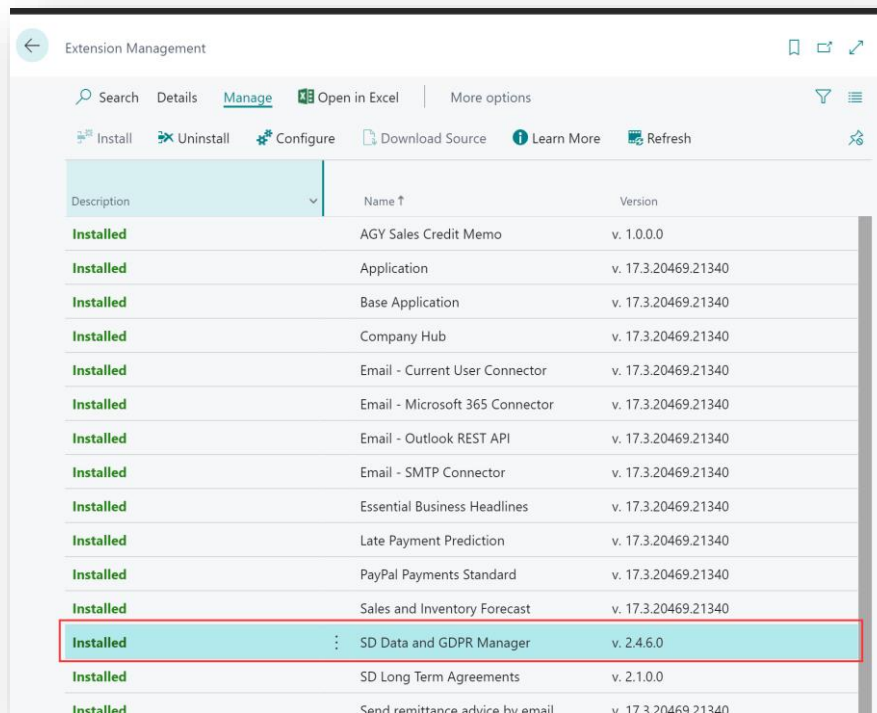 Extension Management
Search Details Manage Open in Excel More options
Install Uninstall Configure Download Source Learn More Refresh
Description Name ↑ Version
Installed AGY Sales Credit Memo v. 1.0.0.0
Installed Application v. 17.3.20469.21340
Installed Base Application v. 17.3.20469.21340
Installed Company Hub v. 17.3.20469.21340
Installed Email - Current User Connector v. 17.3.20469.21340
Installed Email - Microsoft 365 Connector v. 17.3.20469.21340
Installed Email - Outlook REST API v. 17.3.20469.21340
Installed Email - SMTP Connector v. 17.3.20469.21340
Installed Essential Business Headlines v. 17.3.20469.21340
Installed Late Payment Prediction v. 17.3.20469.21340
Installed PayPal Payments Standard v. 17.3.20469.21340
Installed Sales and Inventory Forecast v. 17.3.20469.21340
Installed SD Data and GDPR Manager v. 2.4.6.0
Installed SD Long Term Agreements v. 2.1.0.0
Installed Send remittance advice by email v. 17.3.20469.21340